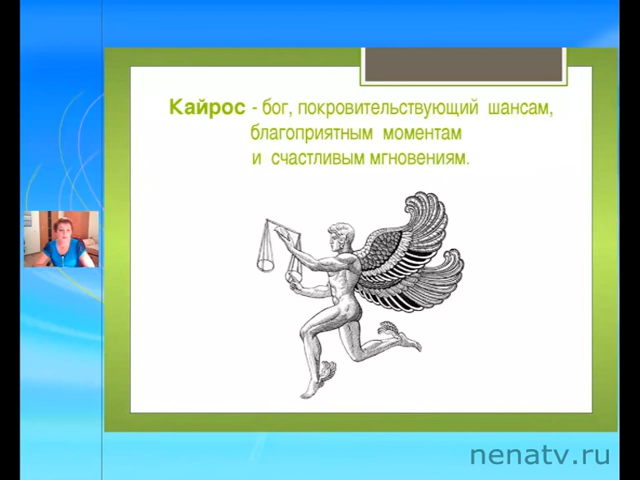 Кайрос - бог, покровительствующий шансам,
благоприятным моментам
и счастливым мгновениям.
nenatv.ru